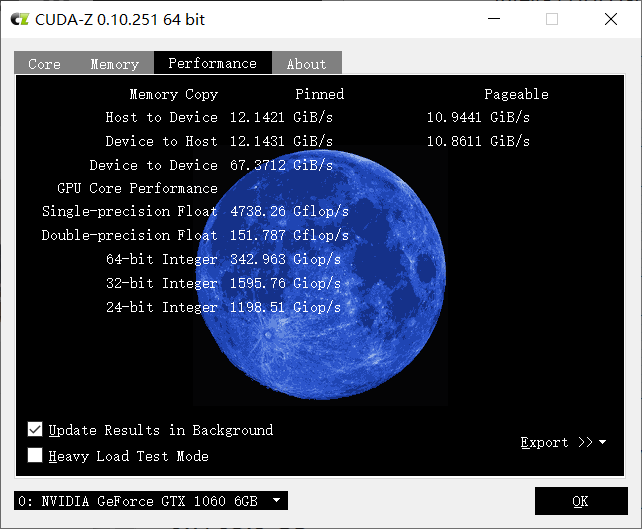 CUDA-Z 0.10.251 64 bit
Core Memory Performance About
Memory Copy Pinned Pageable
Host to Device 12.1421 GiB/s 10.9441 GiB/s
Device to Host 12.1431 GiB/s 10.8611 GiB/s
Device to Device 67.3712 GiB/s
GPU Core Performance
Single-precision Float 4738.26 Gflop/s
Double-precision Float 151.787 Gflop/s
64-bit Integer 342.963 Giop/s
32-bit Integer 1595.76 Giop/s
24-bit Integer 1198.51 Giop/s
Update Results in Background
Export >>
Heavy Load Test Mode
0: NVIDIA GeForce GTX 1060 6GB OK